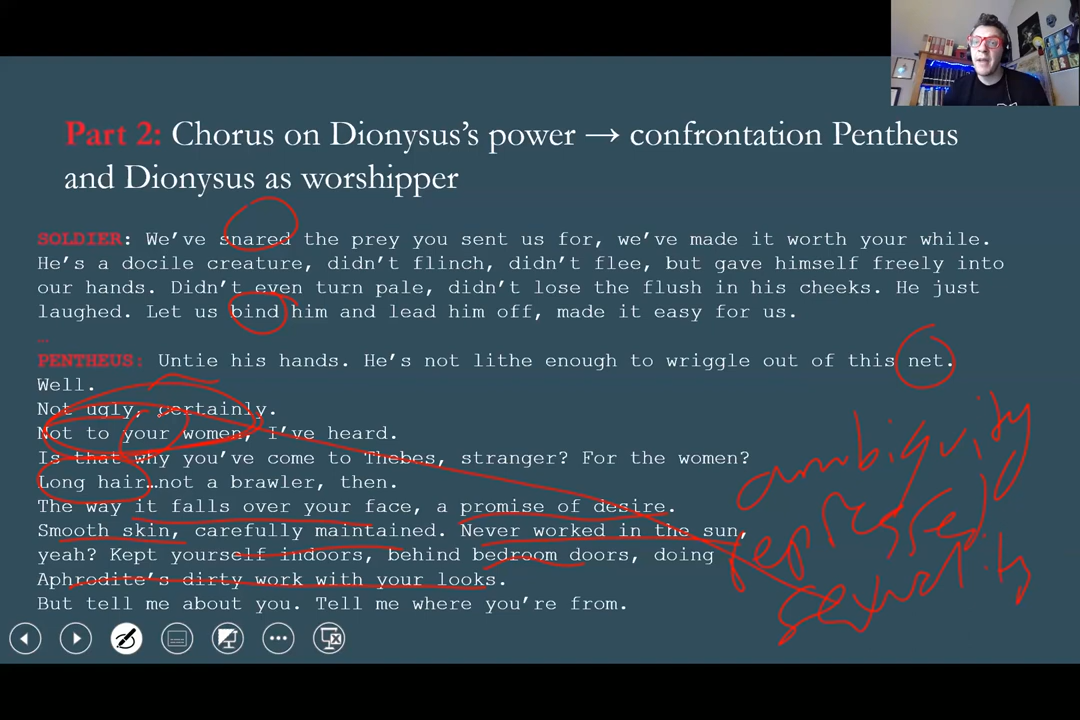 Part 2: Chorus on Dionysus’s power → confrontation Pentheus
and Dionysus as worshipper
SOLDIER: We’ve snared the prey you sent us for, we’ve made it worth your while.
He’s a docile creature, didn’t flinch, didn’t flee, but gave himself freely into
our hands. Didn’t even turn pale, didn’t lose the flush in his cheeks. He just
laughed. Let us bind him and lead him off, made it easy for us.
…
PENTHEUS: Untie his hands. He’s not lithe enough to wriggle out of this net.
Well.
Not ugly, certainly.
Not to your women, I’ve heard.
Is that why you’ve come to Thebes, stranger? For the women?
Long hair…not a brawler, then.
The way it falls over your face, a promise of desire.
Smooth skin, carefully maintained. Never worked in the sun,
yeah? Kept yourself indoors, behind bedroom doors, doing
Aphrodite’s dirty work with your looks.
But tell me about you. Tell me where you’re from.
ambiguity
repressed
sexuality